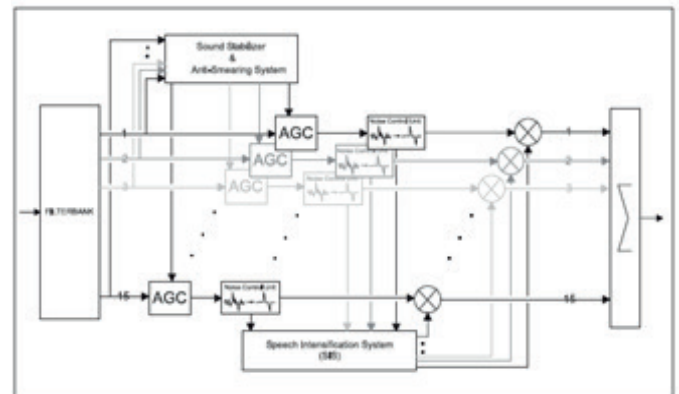 Sound Stabilizer
&
Anti-Smearing System
1
AGC
Noise Control Unit
1
2
AGC
2
3
AGC
3
FILTERBANK
15
AGC
Noise Control Unit
15
Speech Intensification System
(SIS)